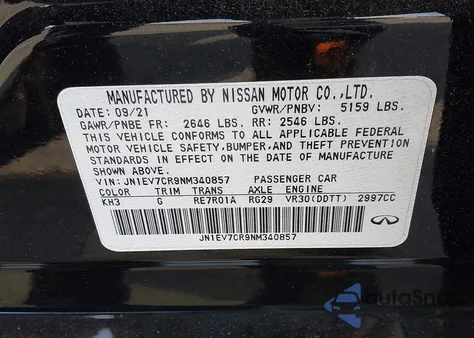 MANUFACTURED BY NISSAN MOTOR CO.,LTD.
DATE: 09/21 GVWR/PNBV: 5159 LBS.
GAWR/PNBE FR: 2646 LBS. RR: 2546 LBS.
THIS VEHICLE CONFORMS TO ALL APPLICABLE FEDERAL
MOTOR VEHICLE SAFETY,BUMPER,AND THEFT PREVENTION
STANDARDS IN EFFECT ON THE DATE OF MANUFACTURE
SHOWN ABOVE.
VIN: JN1EV7CR9NM340857 PASSENGER CAR
COLOR TRIM TRANS AXLE ENGINE
KH3 G RE7R01A RG29 VR30(DDTT) 2997CC
JN1EV7CR9NM340857
autoSnap